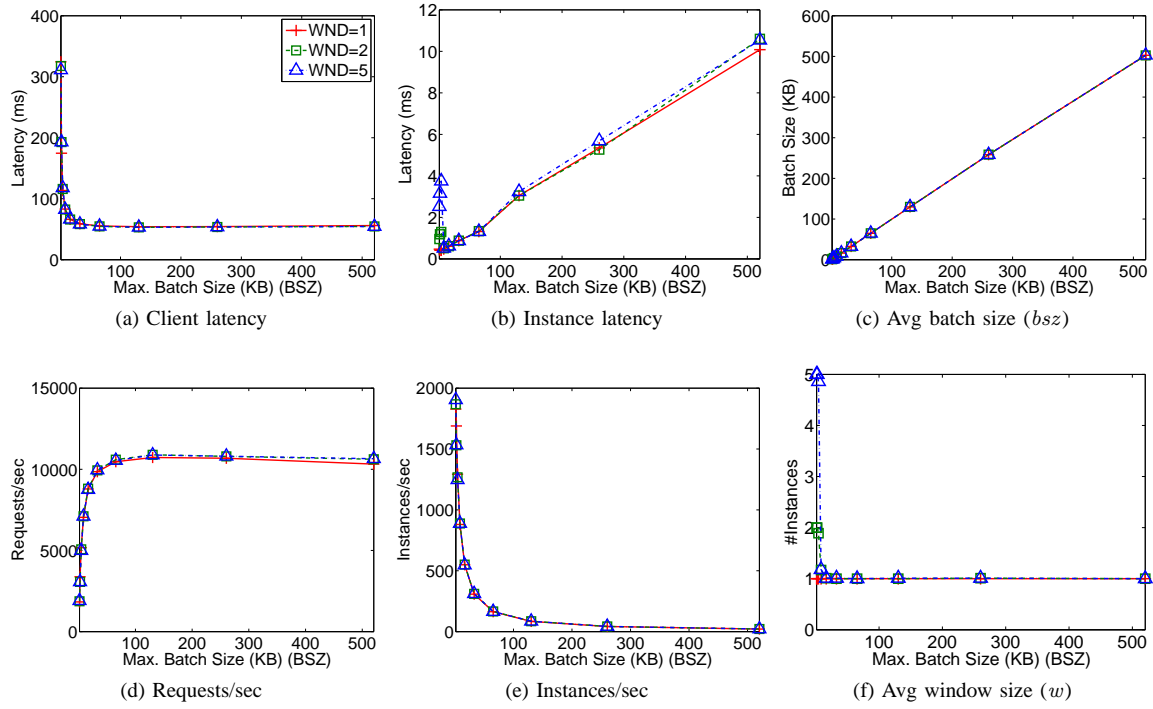 400
300
200
100
0
Latency (ms)
100 200 300 400 500
Max. Batch Size (KB) (BSZ)
WND=1
WND=2
WND=5
(a) Client latency
12
10
8
6
4
2
0
Latency (ms)
100 200 300 400 500
Max. Batch Size (KB) (BSZ)
(b) Instance latency
600
500
400
300
200
100
0
Batch Size (KB)
100 200 300 400 500
Max. Batch Size (KB) (BSZ)
(c) Avg batch size (bsz)
15000
10000
5000
0
Requests/sec
100 200 300 400 500
Max. Batch Size (KB) (BSZ)
(d) Requests/sec
2000
1500
1000
500
0
Instances/sec
100 200 300 400 500
Max. Batch Size (KB) (BSZ)
(e) Instances/sec
5
4
3
2
1
0
#Instances
100 200 300 400 500
Max. Batch Size (KB) (BSZ)
(f) Avg window size (w)